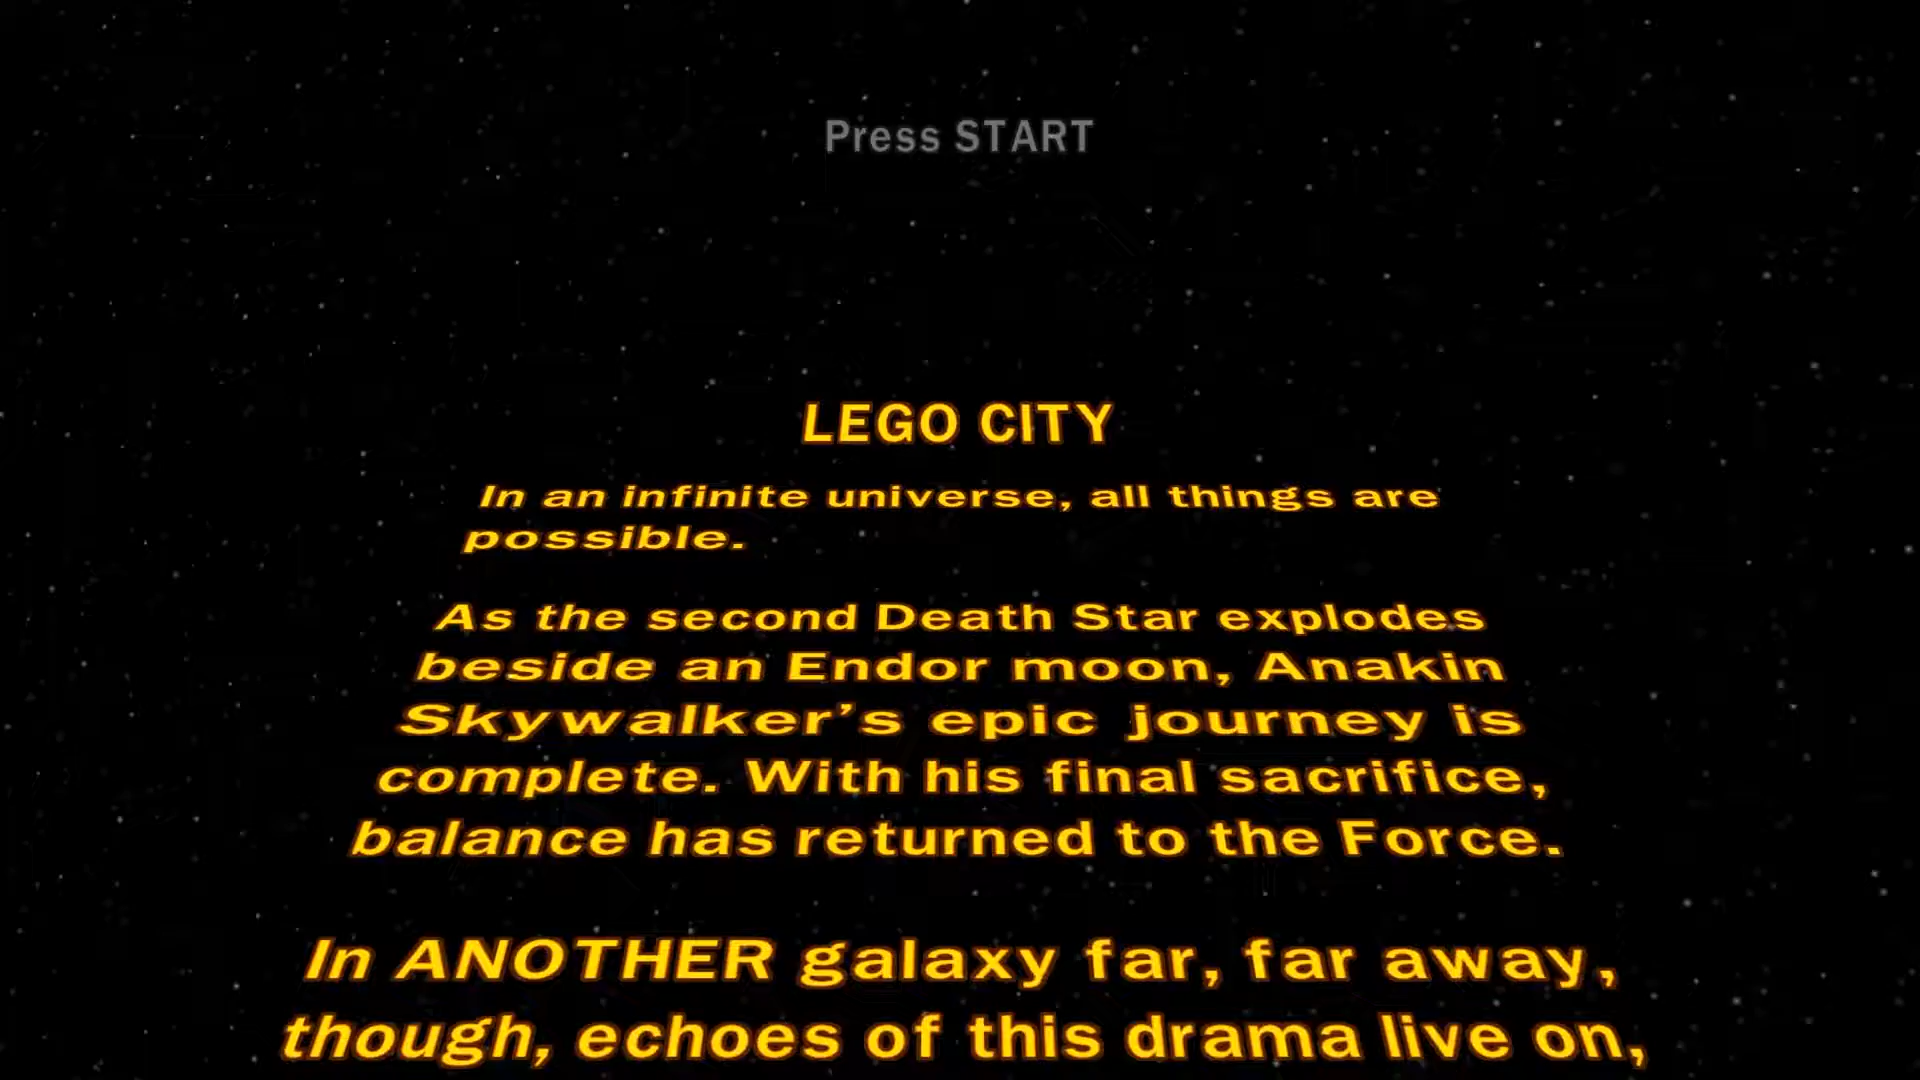 Press START
LEGO CITY
In an infinite universe, all things are
possible.
As the second Death Star explodes
beside an Endor moon, Anakin
Skywalker’s epic journey is
complete. With his final sacrifice,
balance has returned to the Force.
In ANOTHER galaxy far, far away,
though, echoes of this drama live on,